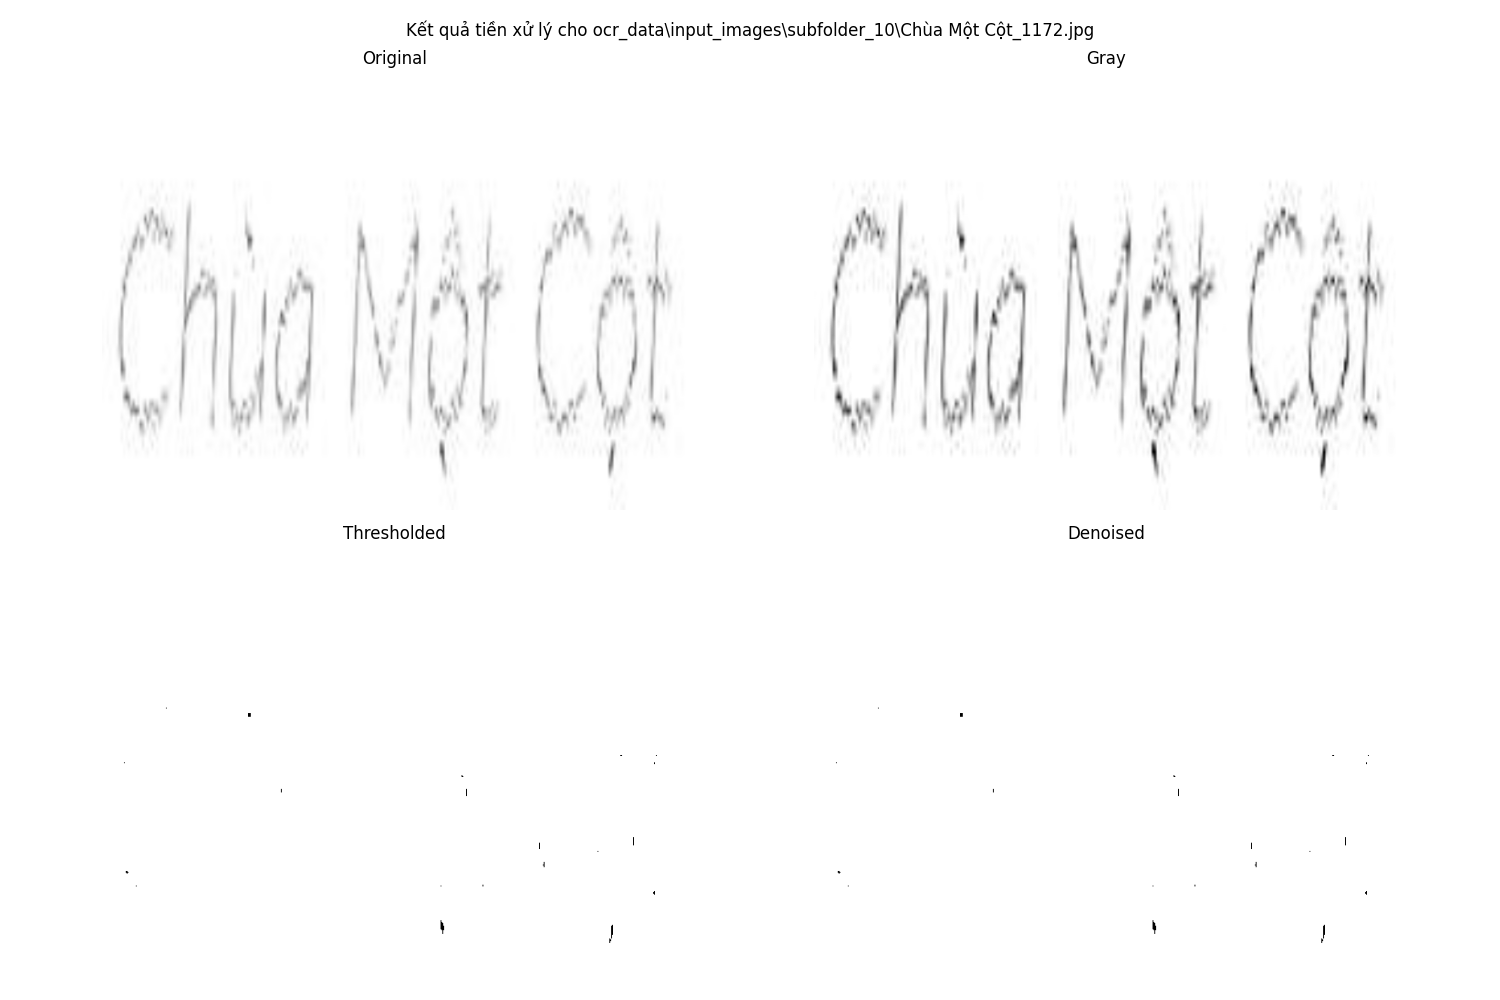 Kết quả tiền xử lý cho ocr_data\input_images\subfolder_10\Chùa Một Cột_1172.jpg
Original
Gray
Chùa Một Cột
Chùa Một Cột
Thresholded
Denoised